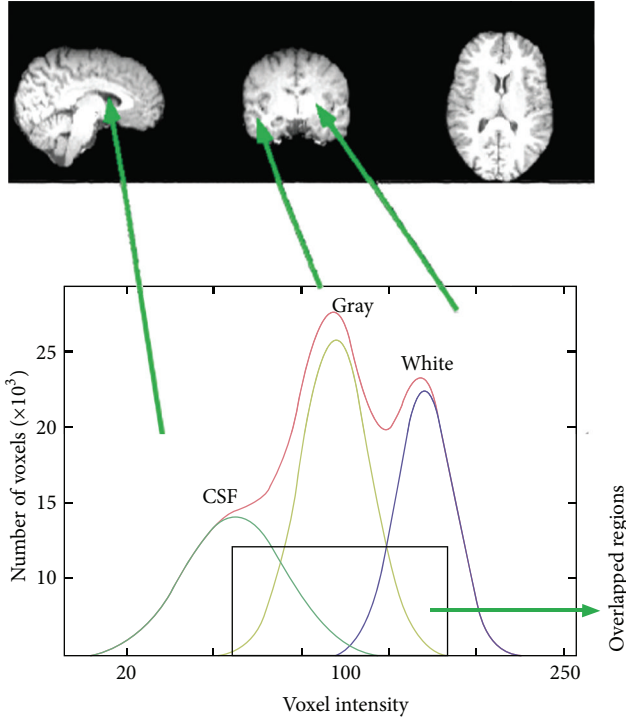 Gray
White
CSF
25
20
15
10
Number of voxels (×10³)
20
100
250
Voxel intensity
Overlapped regions